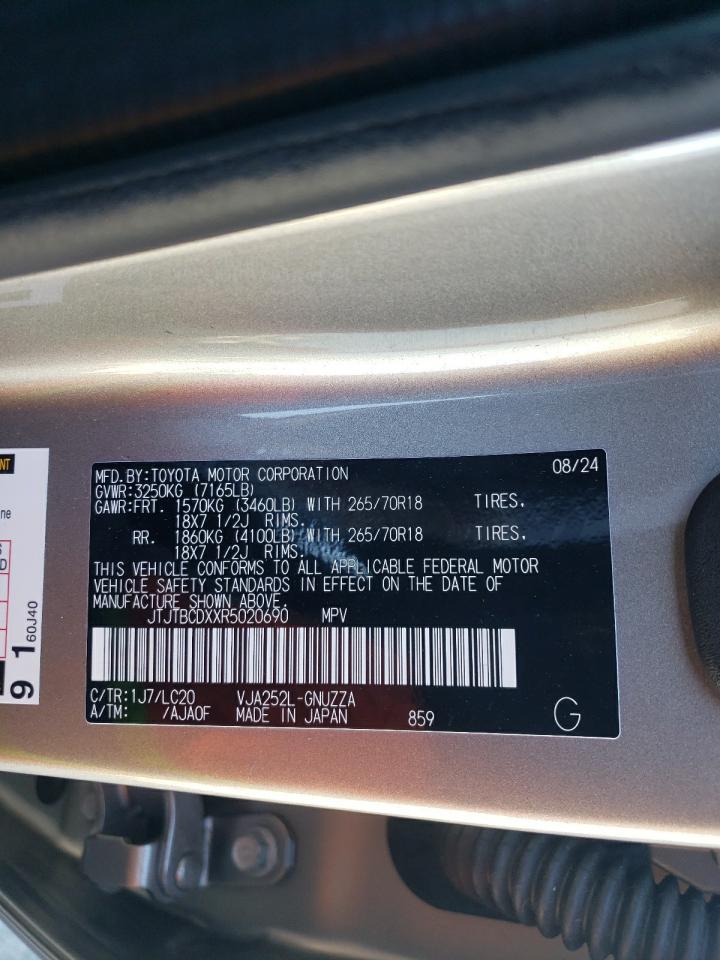 MFD.BY:TOYOTA MOTOR CORPORATION 08/24
GVWR:3250KG (7165LB)
GAWR:FRT. 1570KG (3460LB) WITH 265/70R18 TIRES,
18X7 1/2J RIMS.
RR. 1860KG (4100LB) WITH 265/70R18 TIRES,
18X7 1/2J RIMS.
THIS VEHICLE CONFORMS TO ALL APPLICABLE FEDERAL MOTOR
VEHICLE SAFETY STANDARDS IN EFFECT ON THE DATE OF
MANUFACTURE SHOWN ABOVE.
JTJTBCDXXR5020690 MPV
C/TR:1J7/LC20 VJA252L-GNUZZA
A/TM: /AJA0F MADE IN JAPAN 859 G
91
60J40